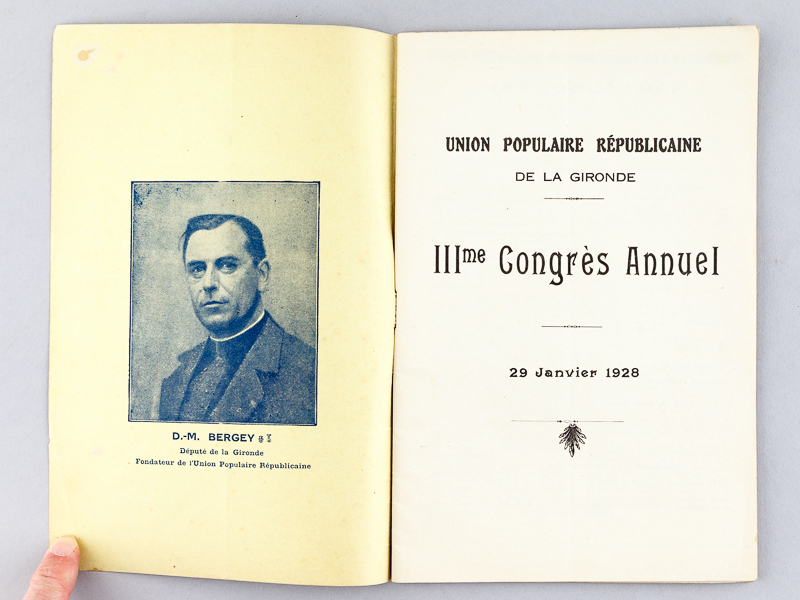 D.-M. BERGEY
Député de la Gironde
Fondateur de l'Union Populaire Républicaine
UNION POPULAIRE RÉPUBLICAINE
DE LA GIRONDE
IIIme Congrès Annuel
29 Janvier 1928